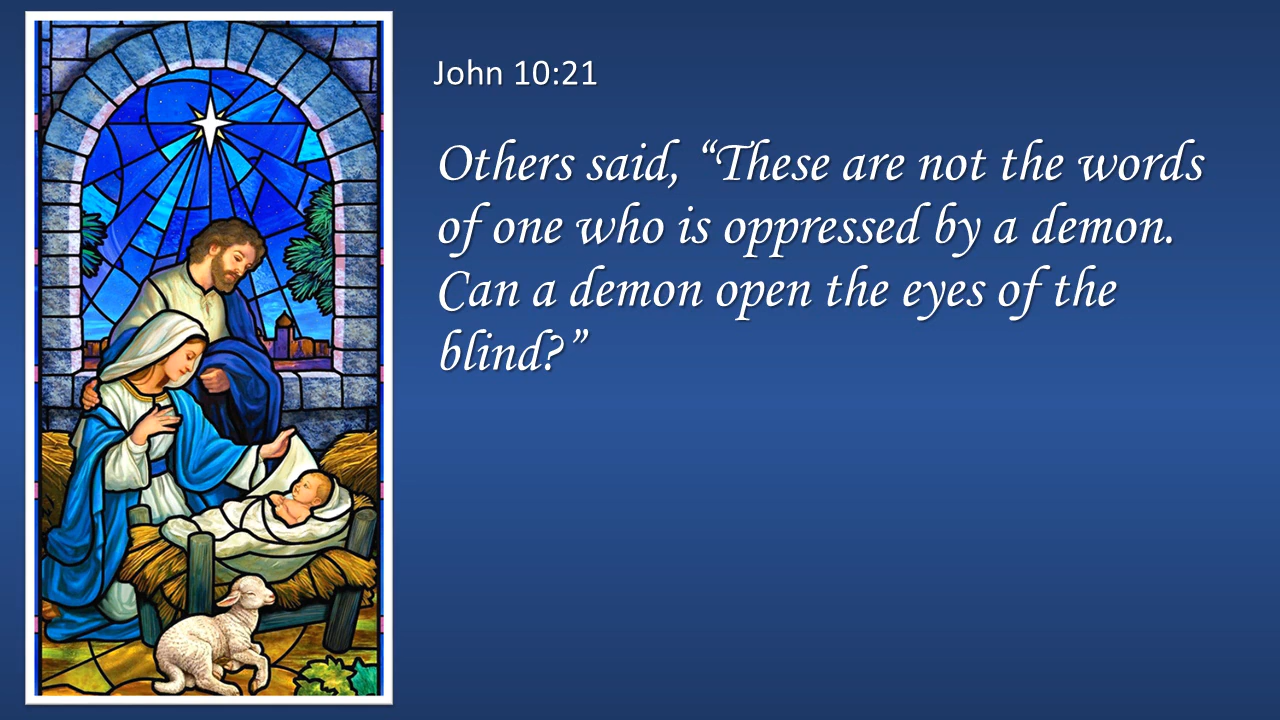 John 10:21
Others said, “These are not the words
of one who is oppressed by a demon.
Can a demon open the eyes of the
blind?”